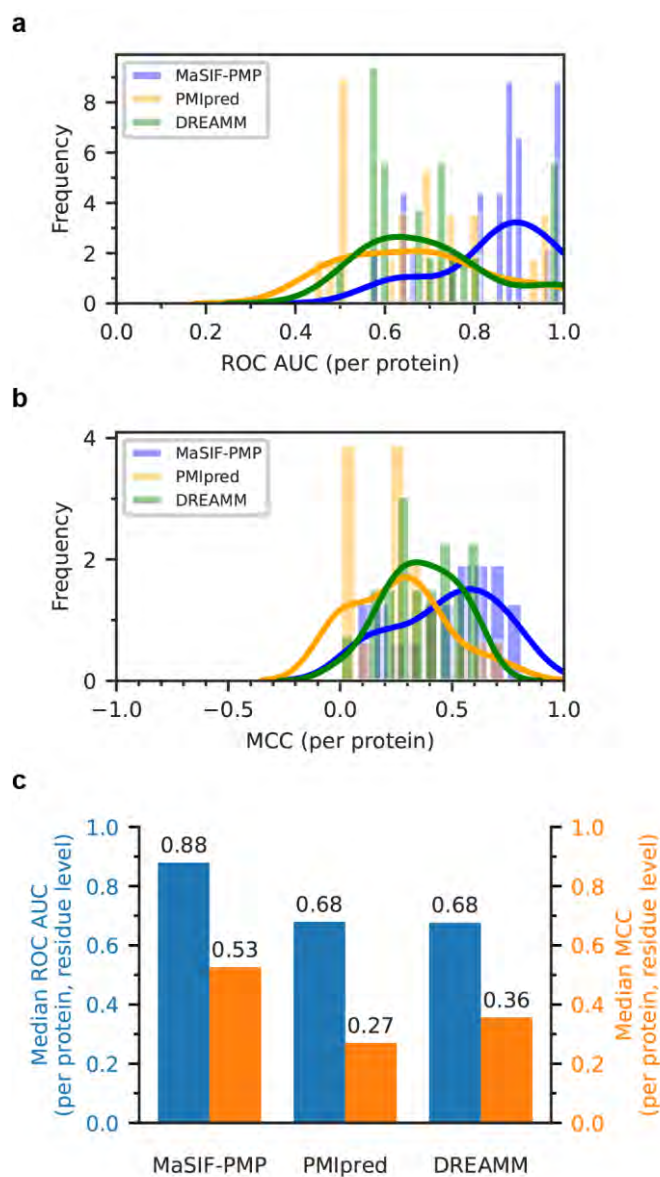 a
MaSIF-PMP
PMIpred
DREAMM
Frequency
8
6
4
2
0
0.0 0.2 0.4 0.6 0.8 1.0
ROC AUC (per protein)
b
MaSIF-PMP
PMIpred
DREAMM
Frequency
4
2
0
−1.0 −0.5 0.0 0.5 1.0
MCC (per protein)
c
Median ROC AUC
(per protein, residue level)
1.0
0.8
0.6
0.4
0.2
0.0
0.88
0.53
0.68
0.27
0.68
0.36
1.0
0.8
0.6
0.4
0.2
0.0
Median MCC
(per protein, residue level)
MaSIF-PMP PMIpred DREAMM